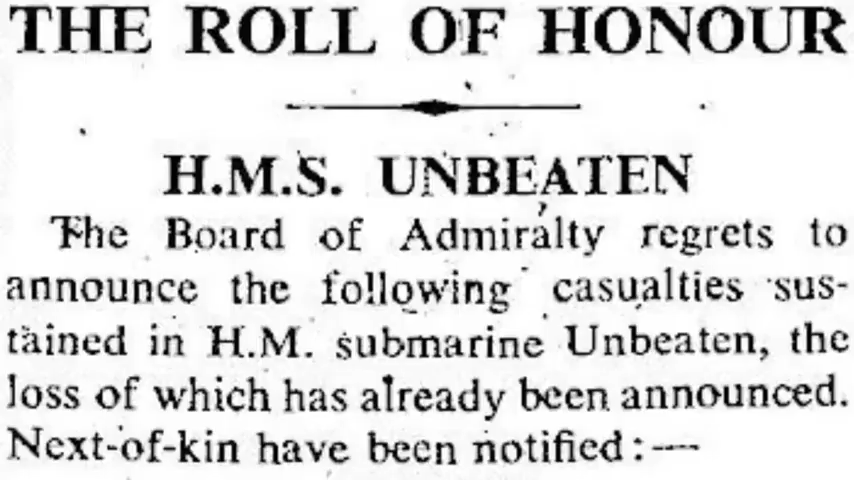 THE ROLL OF HONOUR
H.M.S. UNBEATEN
The Board of Admiralty regrets to
announce the following casualties sus-
tained in H.M. submarine Unbeaten, the
loss of which has already been announced.
Next-of-kin have been notified:—